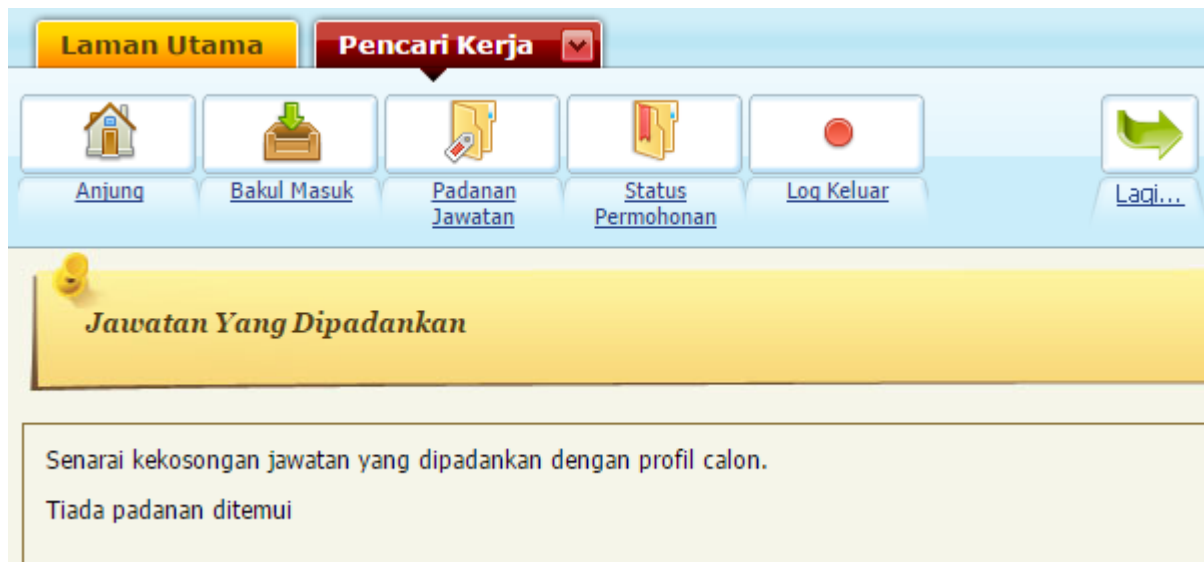 Laman Utama
Pencari Kerja
Anjung
Bakul Masuk
Padanan
Jawatan
Status
Permohonan
Log Keluar
Lagi...
Jawatan Yang Dipadankan
Senarai kekosongan jawatan yang dipadankan dengan profil calon.
Tiada padanan ditemui